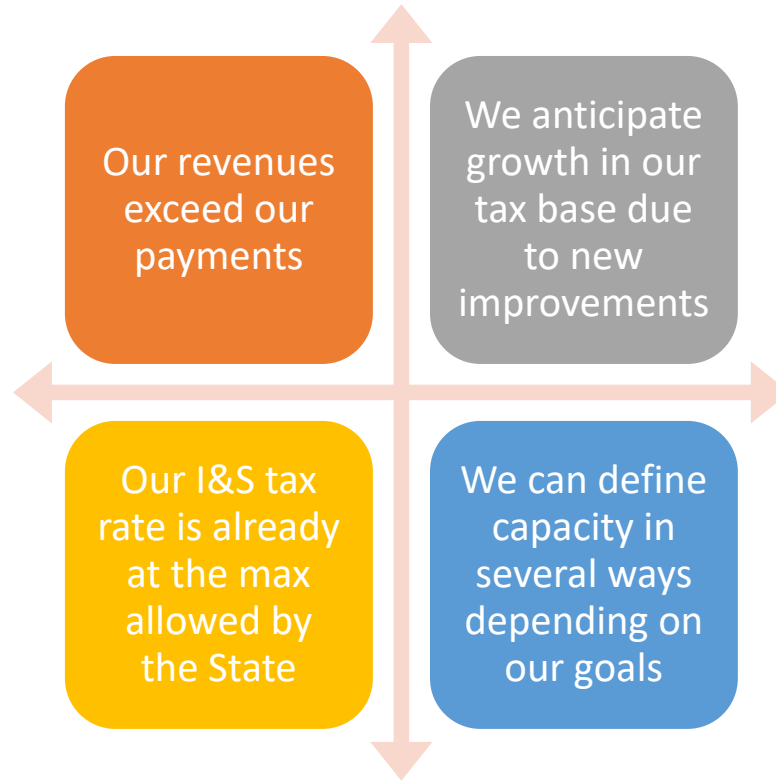 Our revenues
exceed our
payments
We anticipate
growth in our
tax base due
to new
improvements
Our I&S tax
rate is already
at the max
allowed by
the State
We can define
capacity in
several ways
depending on
our goals